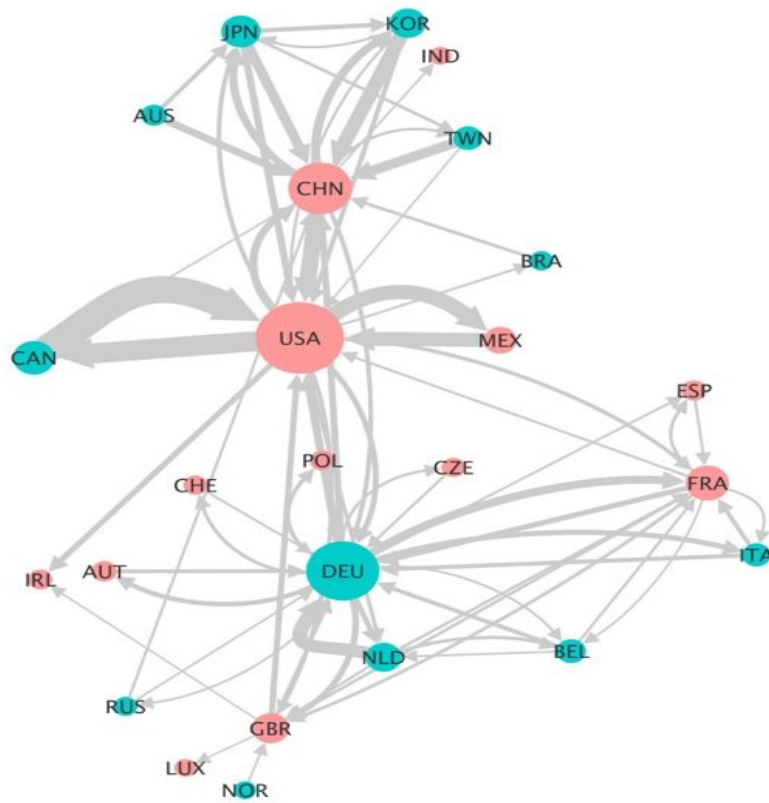 KOR
JPN
IND
AUS
TWN
CHN
BRA
USA
MEX
CAN
ESP
POL
CZE
CHE
FRA
ITA
AUT
DEU
IRL
BEL
NLD
RUS
GBR
LUX
NOR